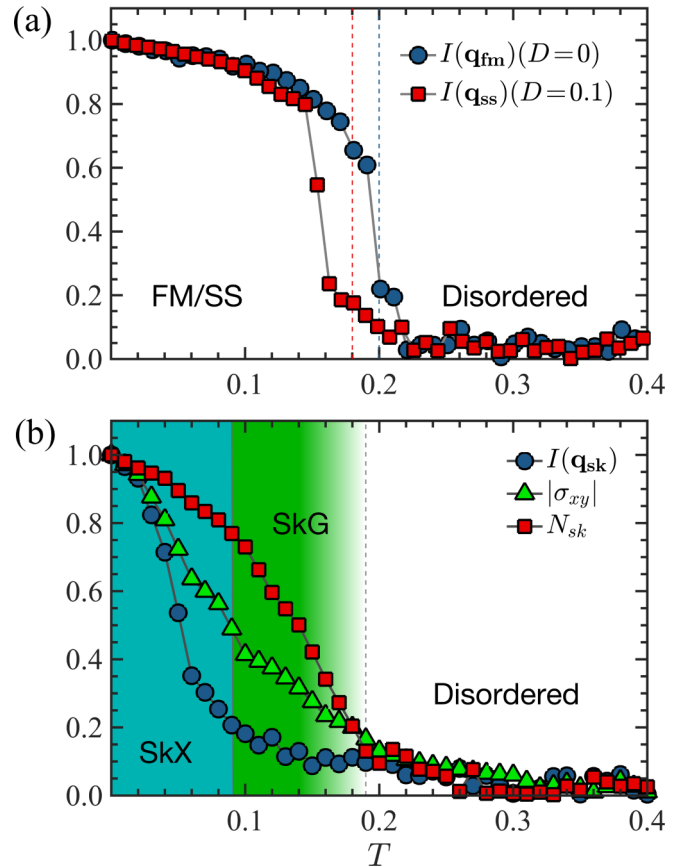 (a)
1.0
0.8
0.6
0.4
0.2
0.0
I(q_fm)(D=0)
I(q_ss)(D=0.1)
FM/SS
Disordered
0.1
0.2
0.3
0.4
(b)
1.0
0.8
0.6
0.4
0.2
0.0
I(q_sk)
|σ_xy|
N_sk
SkG
SkX
Disordered
0.1
0.2
0.3
0.4
T